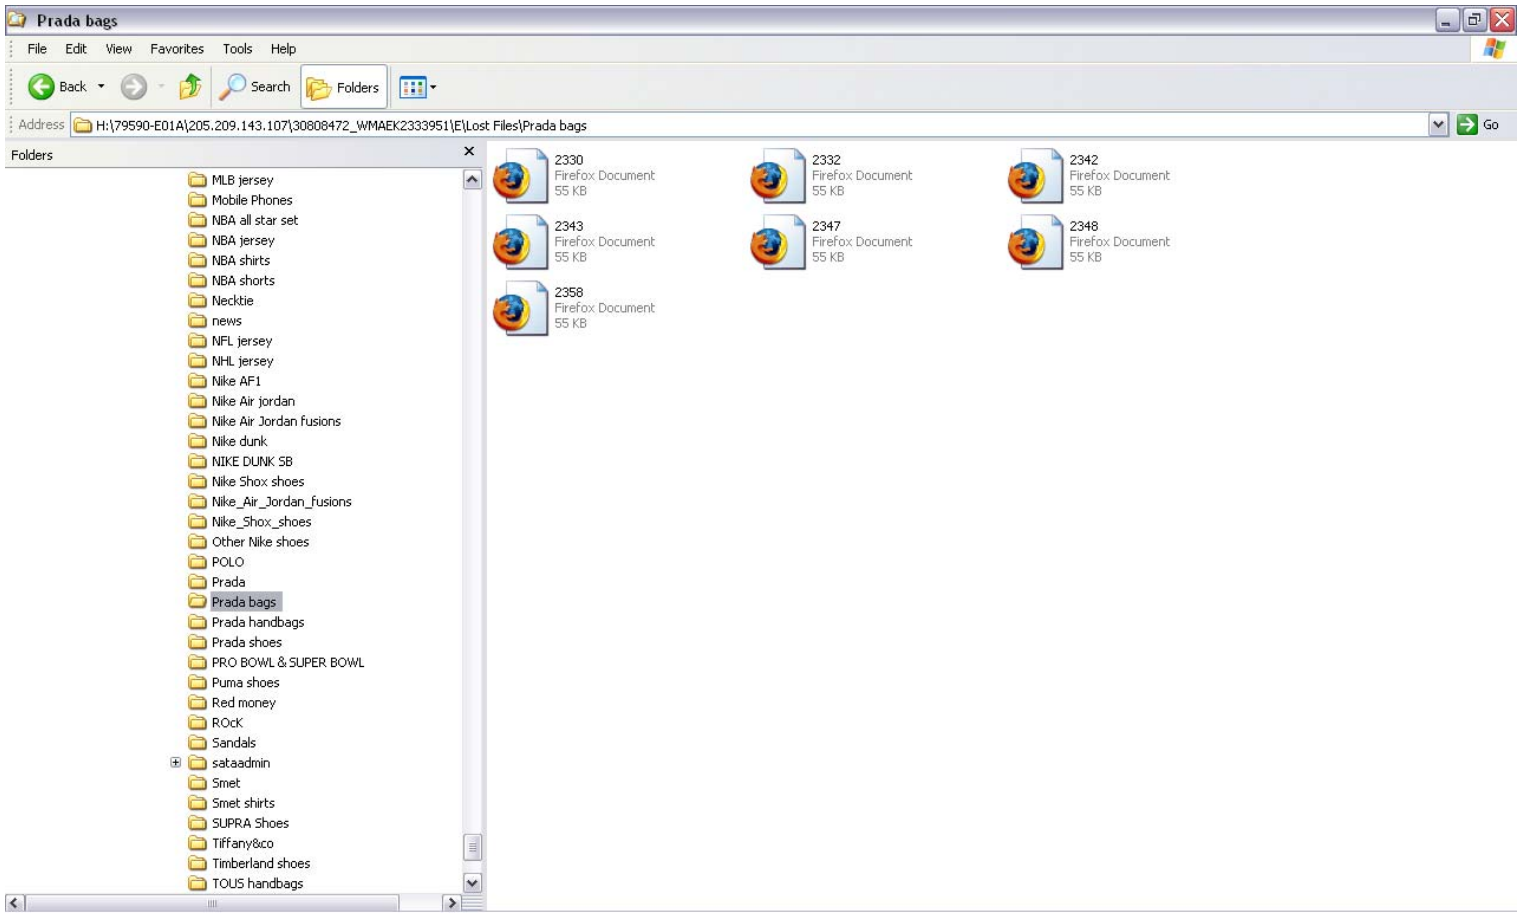 Prada bags
File Edit View Favorites Tools Help
Back Search Folders
Address H:\79590-E01A\205.209.143.107\30808472_WMAEK2333951\E\Lost Files\Prada bags Go
Folders
MLB jersey
Mobile Phones
NBA all star set
NBA jersey
NBA shirts
NBA shorts
Necktie
news
NFL jersey
NHL jersey
Nike AF1
Nike Air jordan
Nike Air Jordan fusions
Nike dunk
NIKE DUNK SB
Nike Shox shoes
Nike_Air_Jordan_fusions
Nike_Shox_shoes
Other Nike shoes
POLO
Prada
Prada bags
Prada handbags
Prada shoes
PRO BOWL & SUPER BOWL
Puma shoes
Red money
ROcK
Sandals
sataadmin
Smet
Smet shirts
SUPRA Shoes
Tiffany&co
Timberland shoes
TOUS handbags
2330
Firefox Document
55 KB
2332
Firefox Document
55 KB
2342
Firefox Document
55 KB
2343
Firefox Document
55 KB
2347
Firefox Document
55 KB
2348
Firefox Document
55 KB
2358
Firefox Document
55 KB